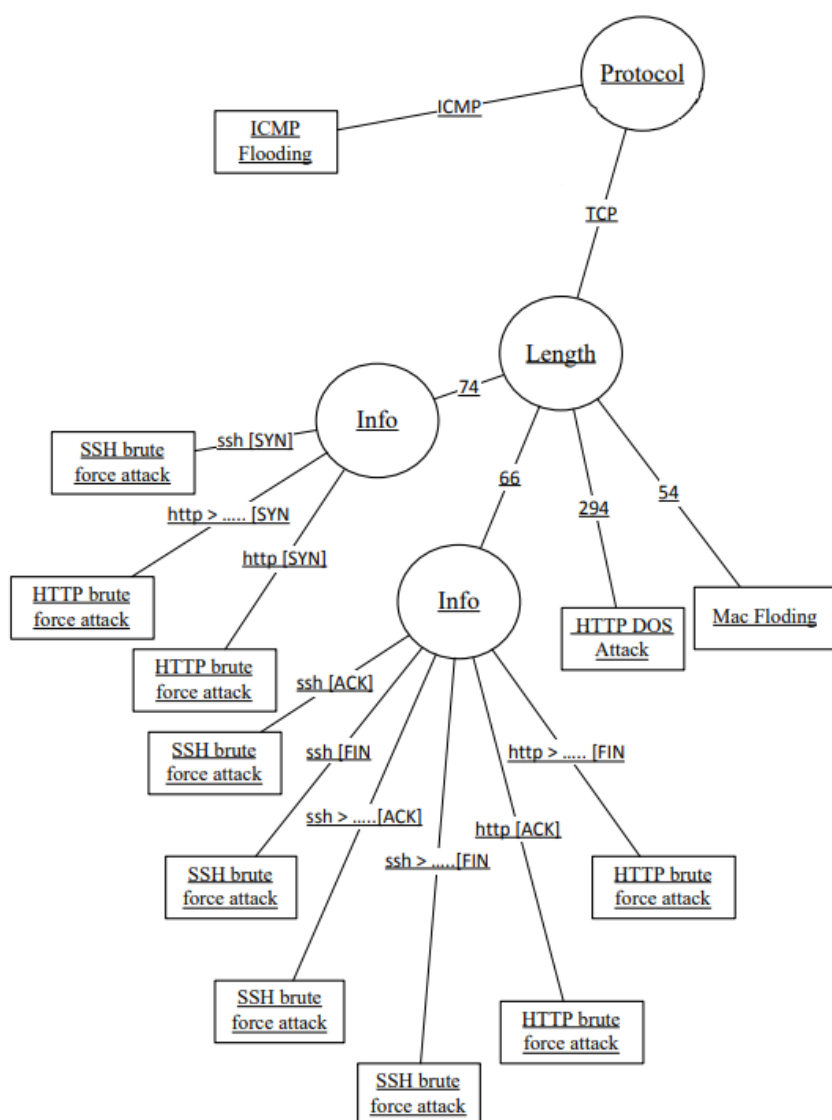 Protocol
ICMP
ICMP
Flooding
TCP
Length
74
Info
ssh [SYN]
SSH brute
force attack
http > ..... [SYN
HTTP brute
force attack
http [SYN]
HTTP brute
force attack
66
294
54
Info
HTTP DOS
Attack
Mac Floding
ssh [ACK]
SSH brute
force attack
ssh [FIN
SSH brute
force attack
ssh > .....[ACK]
SSH brute
force attack
ssh > .....[FIN
SSH brute
force attack
http [ACK]
HTTP brute
force attack
http > ..... [FIN
HTTP brute
force attack